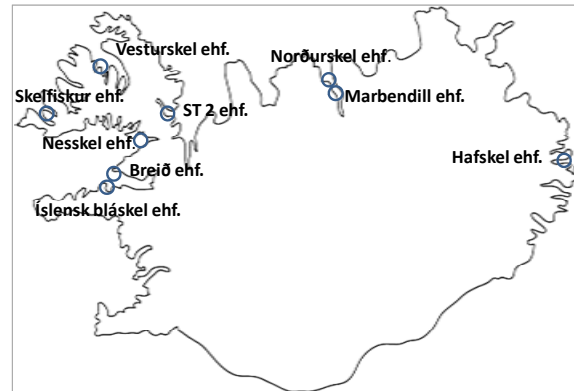 Vesturskel ehf.
Norðurskel ehf.
Skelfiskur ehf.
Marbendill ehf.
ST 2 ehf.
Nesskel ehf.
Hafskel ehf.
Breið ehf.
Íslensk bláskel ehf.